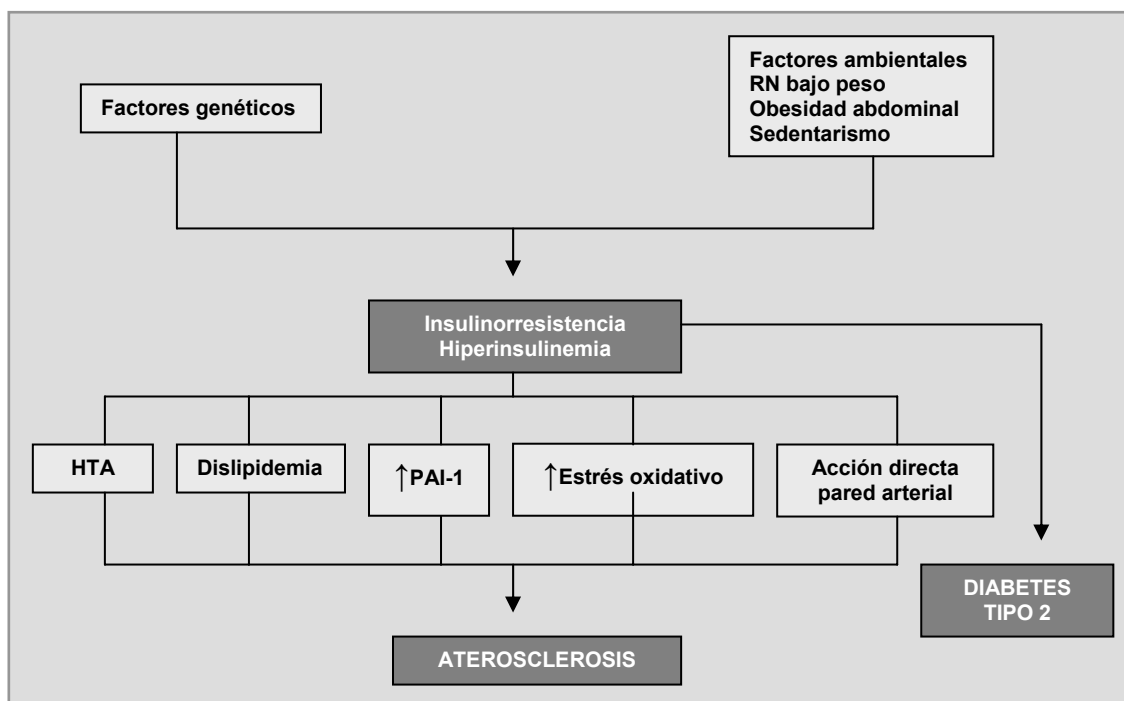 Factores genéticos
Factores ambientales
RN bajo peso
Obesidad abdominal
Sedentarismo
Insulinorresistencia
Hiperinsulinemia
HTA
Dislipidemia
↑PAI-1
↑Estrés oxidativo
Acción directa
pared arterial
DIABETES
TIPO 2
ATEROSCLEROSIS